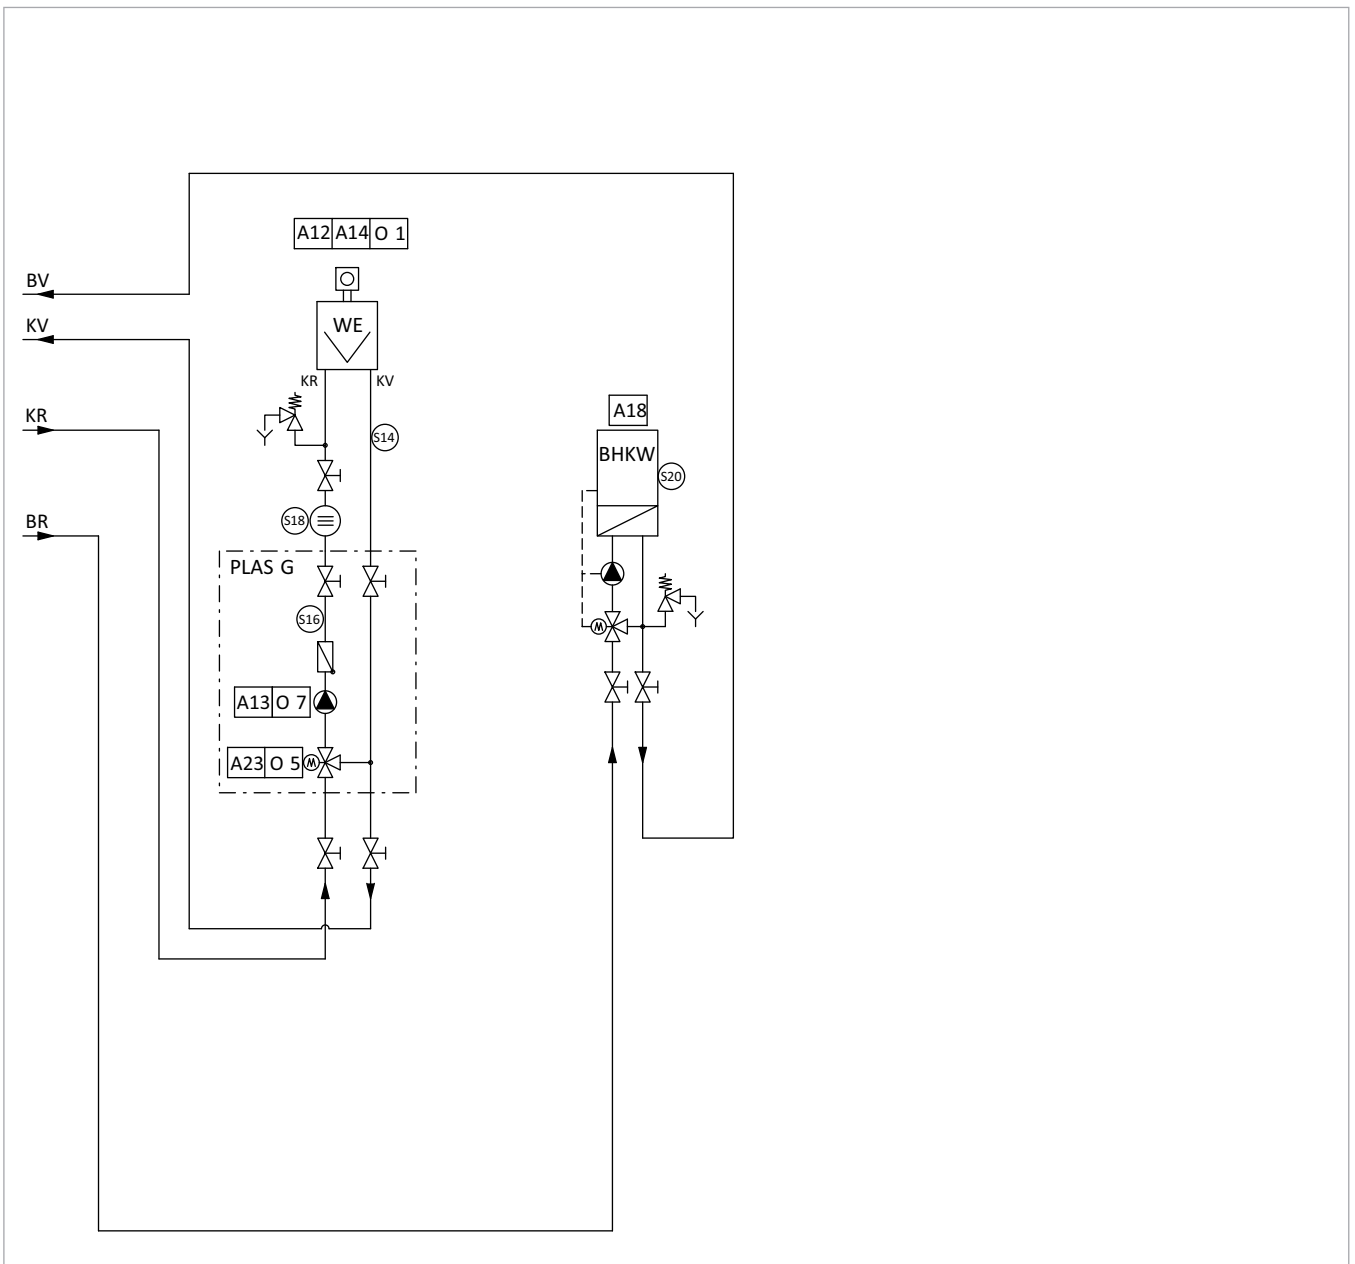 A12 A14 O 1
BV
KV
WE
KR KV
A18
KR
S14
BHKW
S20
S18
BR
PLAS G
S16
M
A13 O 7
A23 O 5 M